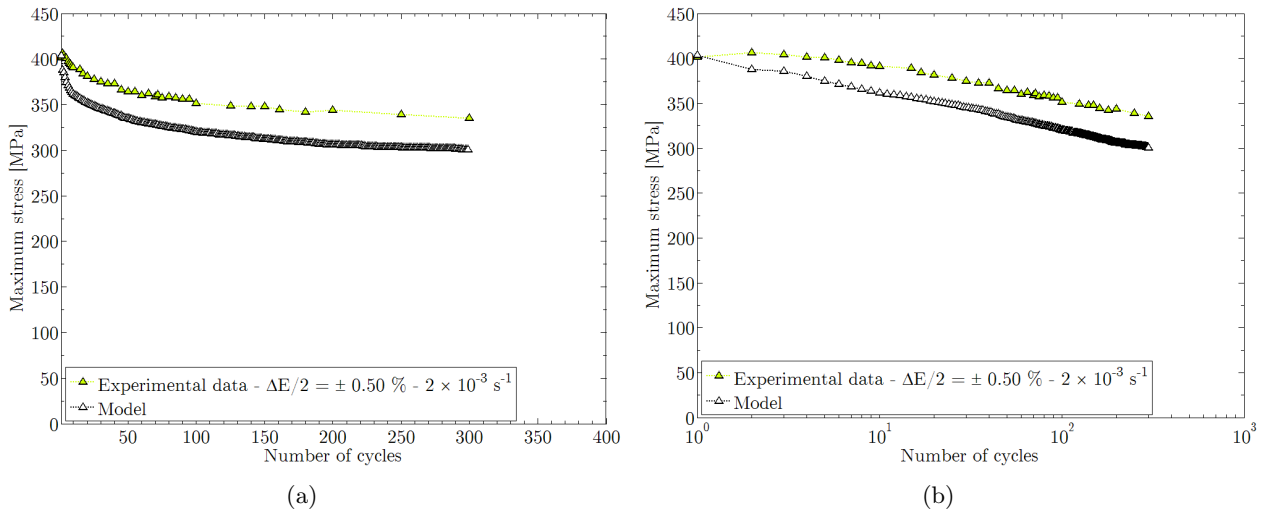 450
400
350
300
250
200
150
100
50
0
Maximum stress [MPa]
50 100 150 200 250 300 350 400
Number of cycles
Experimental data - ΔE/2 = ± 0.50 % - 2 × 10⁻³ s⁻¹
Model
(a)
450
400
350
300
250
200
150
100
50
0
Maximum stress [MPa]
10⁰ 10¹ 10² 10³
Number of cycles
Experimental data - ΔE/2 = ± 0.50 % - 2 × 10⁻³ s⁻¹
Model
(b)